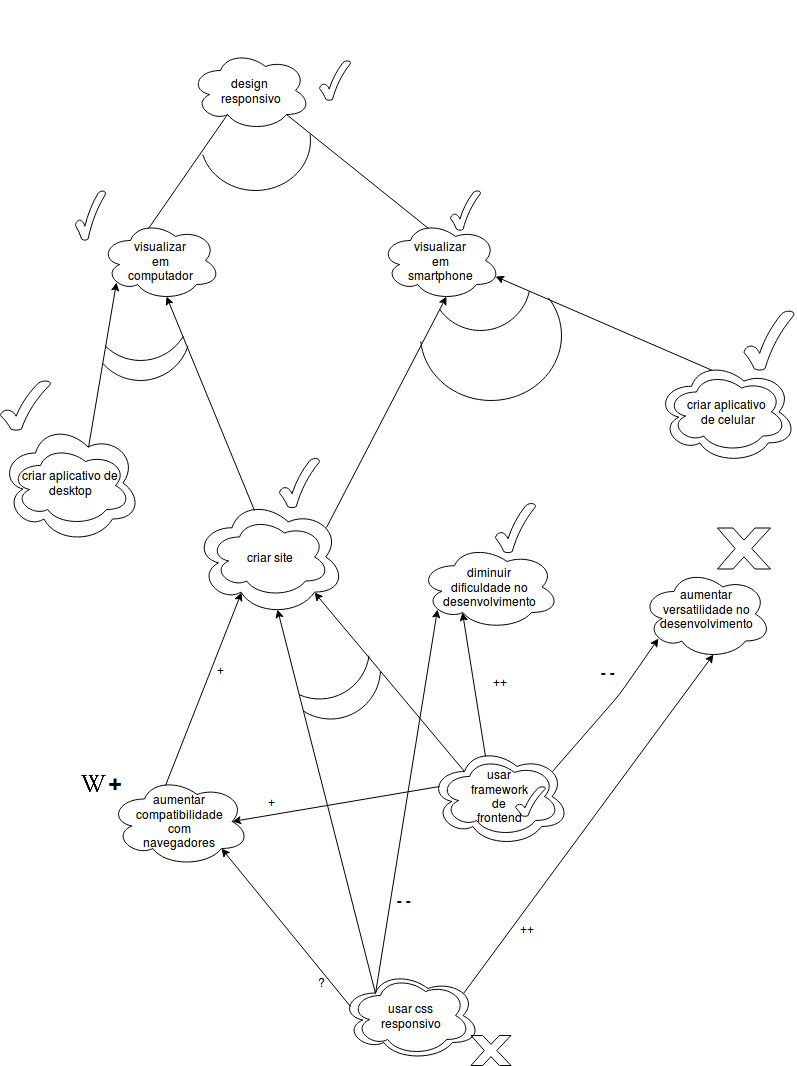 design
responsivo
visualizar
em
computador
visualizar
em
smartphone
criar aplicativo
de celular
criar aplicativo de
desktop
criar site
diminuir
dificuldade no
desenvolvimento
aumentar
versatilidade no
desenvolvimento
+
++
- -
W+
aumentar
compatibilidade
com
navegadores
+
usar
framework
de
frontend
- -
++
?
usar css
responsivo